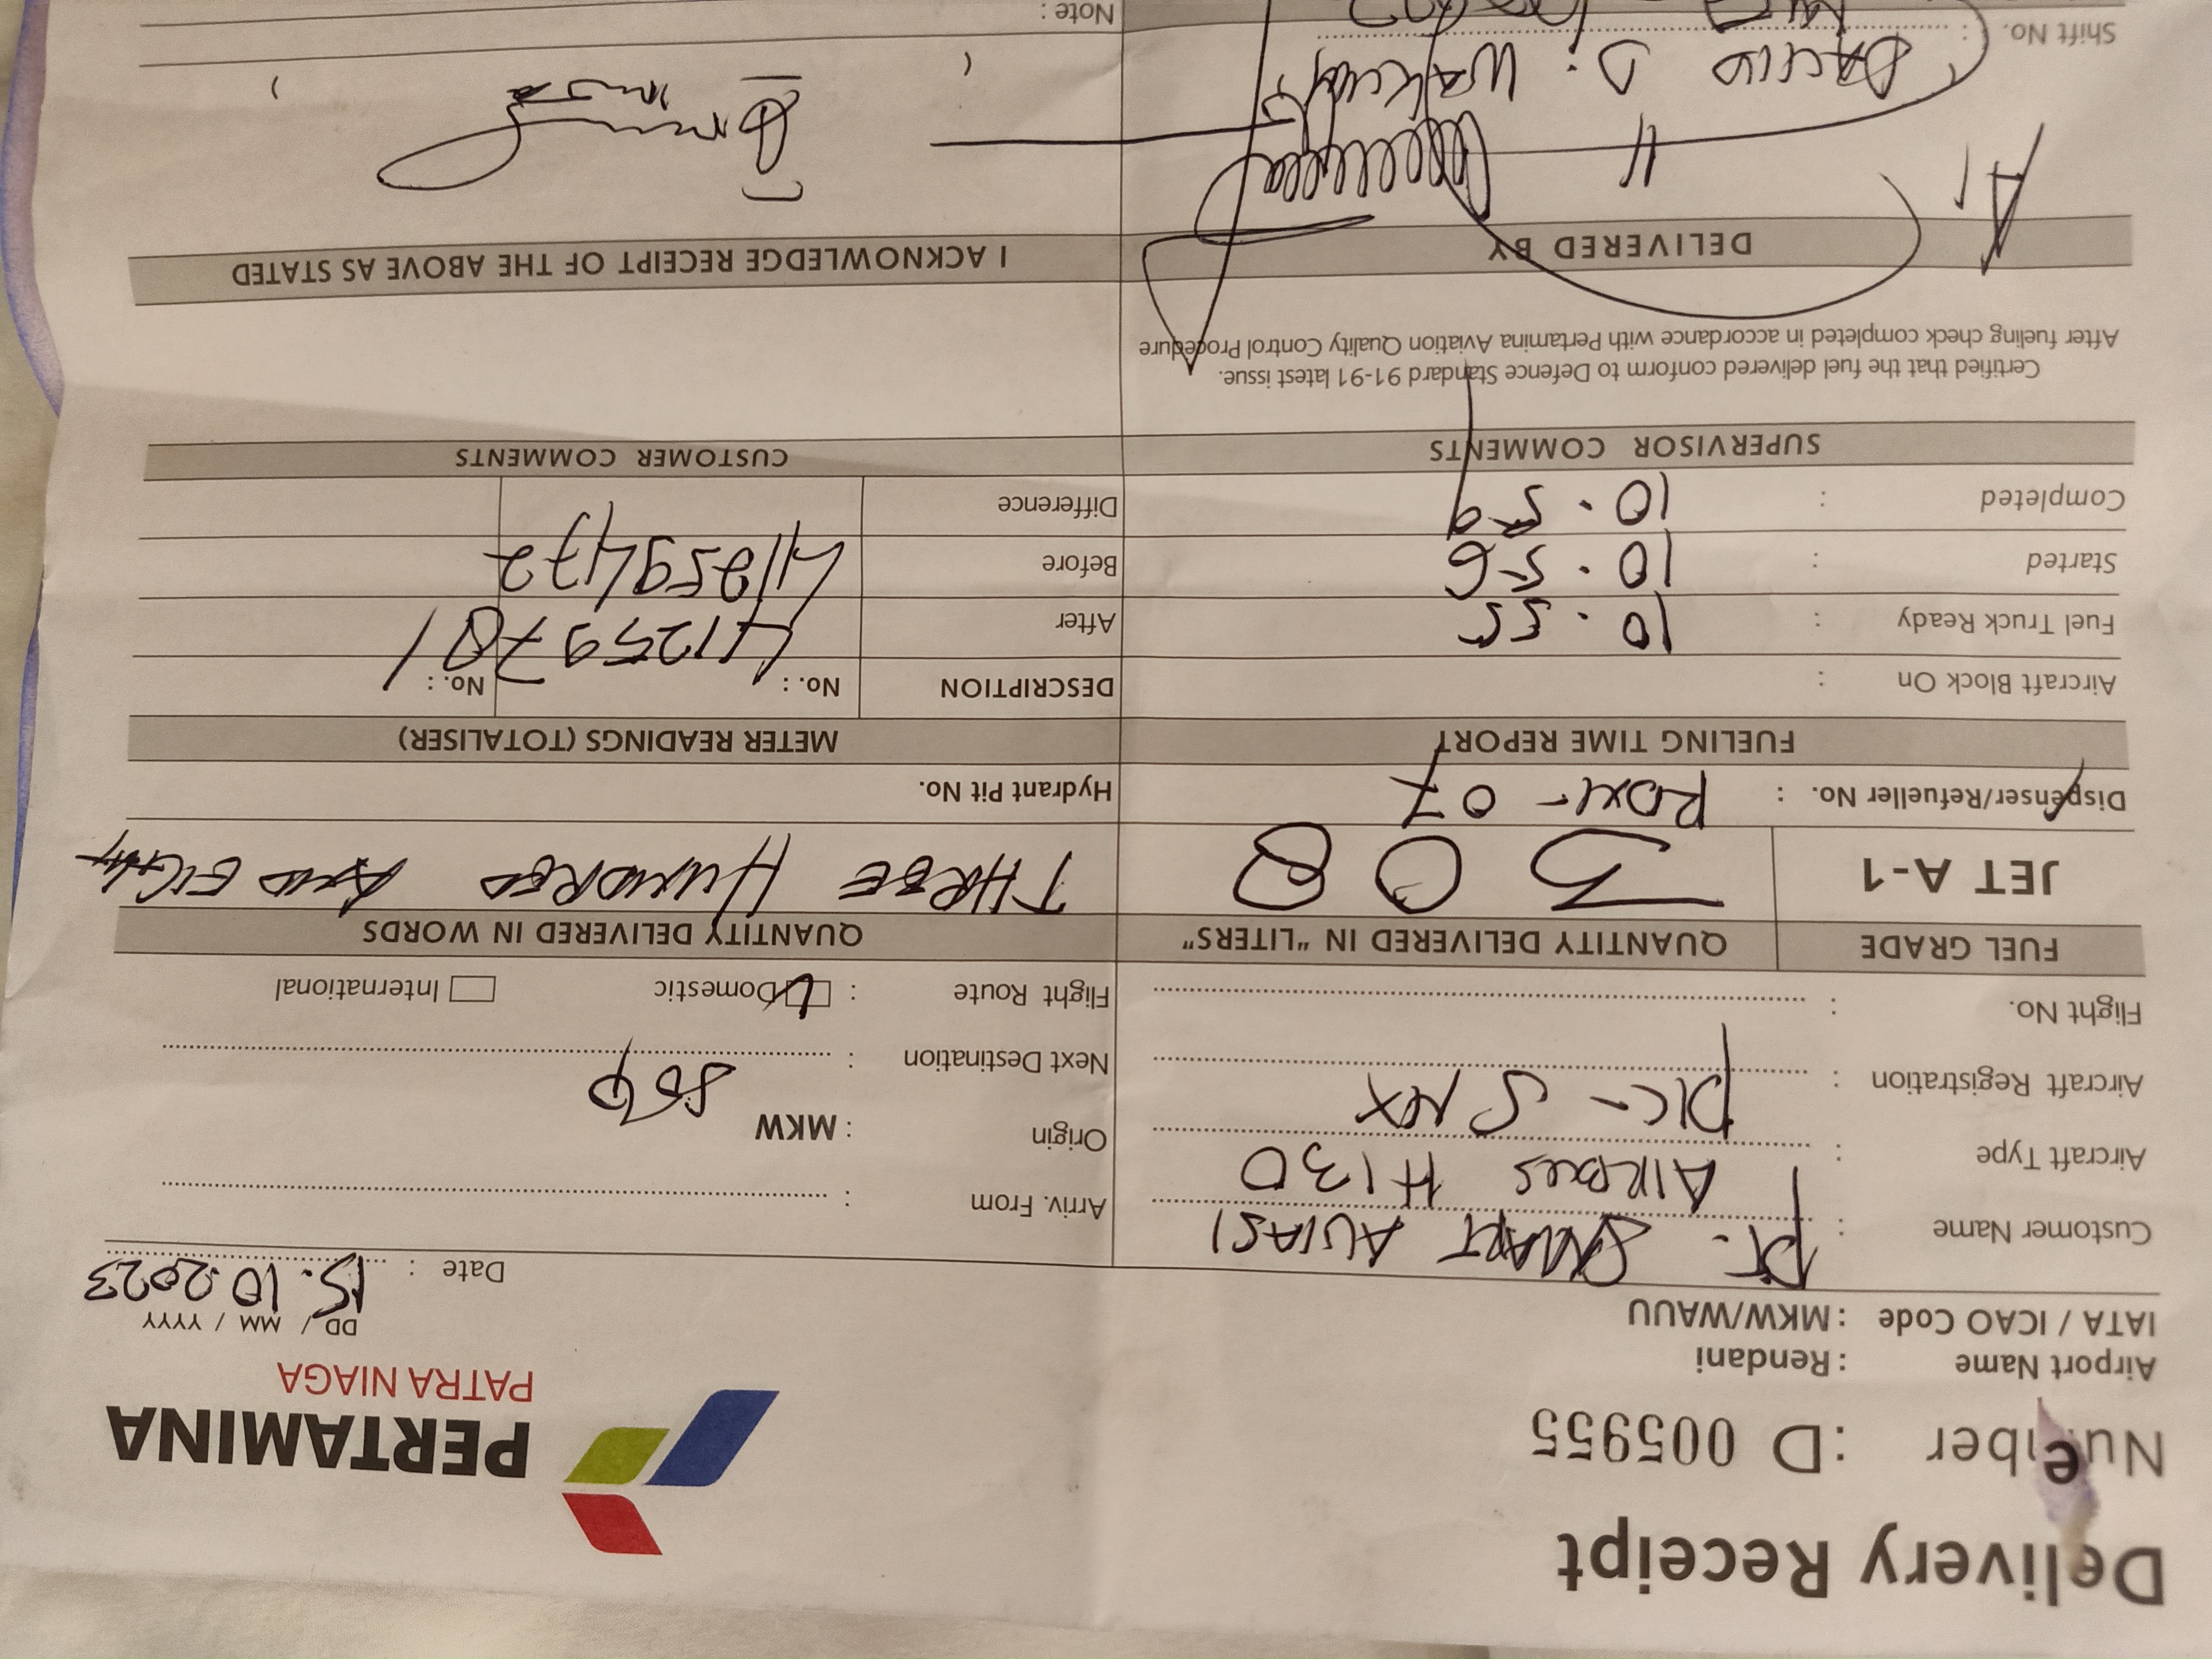 Delivery Receipt
Number : D 005955
PERTAMINA
PATRA NIAGA
Airport Name : Rendani
IATA / ICAO Code : MKW/WAUU
DD / MM / YYYY
Date : 15.10.2023
Customer Name : PT. SMART AVIASI
Aircraft Type : AIRBUS H130
Aircraft Registration : PK-SNX
Flight No. :
Arriv. From :
Origin : MKW
Next Destination : SOQ
Flight Route : Domestic International
FUEL GRADE QUANTITY DELIVERED IN "LITERS" QUANTITY DELIVERED IN WORDS
JET A-1 308 THREE HUNDRED AND EIGHT
Dispenser/Refueller No. : 07
Hydrant Pit No.
FUELING TIME REPORT
Aircraft Block On :
Fuel Truck Ready : 10.55
Started : 10.56
Completed : 10.59
METER READINGS (TOTALISER)
DESCRIPTION No. : No. :
After 41259781
Before 41259472
Difference
SUPERVISOR COMMENTS CUSTOMER COMMENTS
Certified that the fuel delivered conform to Defence Standard 91-91 latest issue.
After fueling check completed in accordance with Pertamina Aviation Quality Control Procedure
DELIVERED BY I ACKNOWLEDGE RECEIPT OF THE ABOVE AS STATED
D.
Shift No. :
Note :